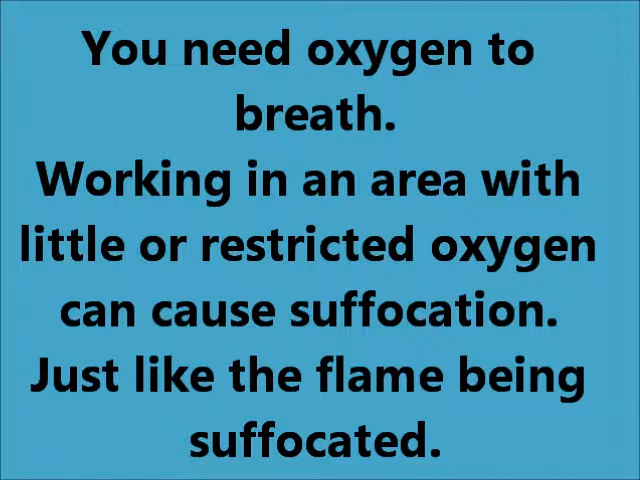 You need oxygen to
breath.
Working in an area with
little or restricted oxygen
can cause suffocation.
Just like the flame being
suffocated.